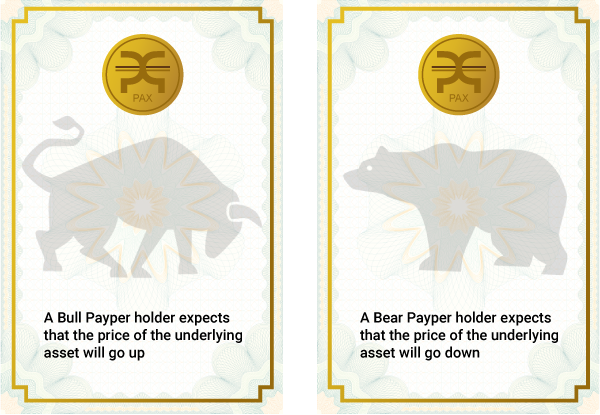 PAX
A Bull Payper holder expects
that the price of the underlying
asset will go up
PAX
A Bear Payper holder expects
that the price of the underlying
asset will go down